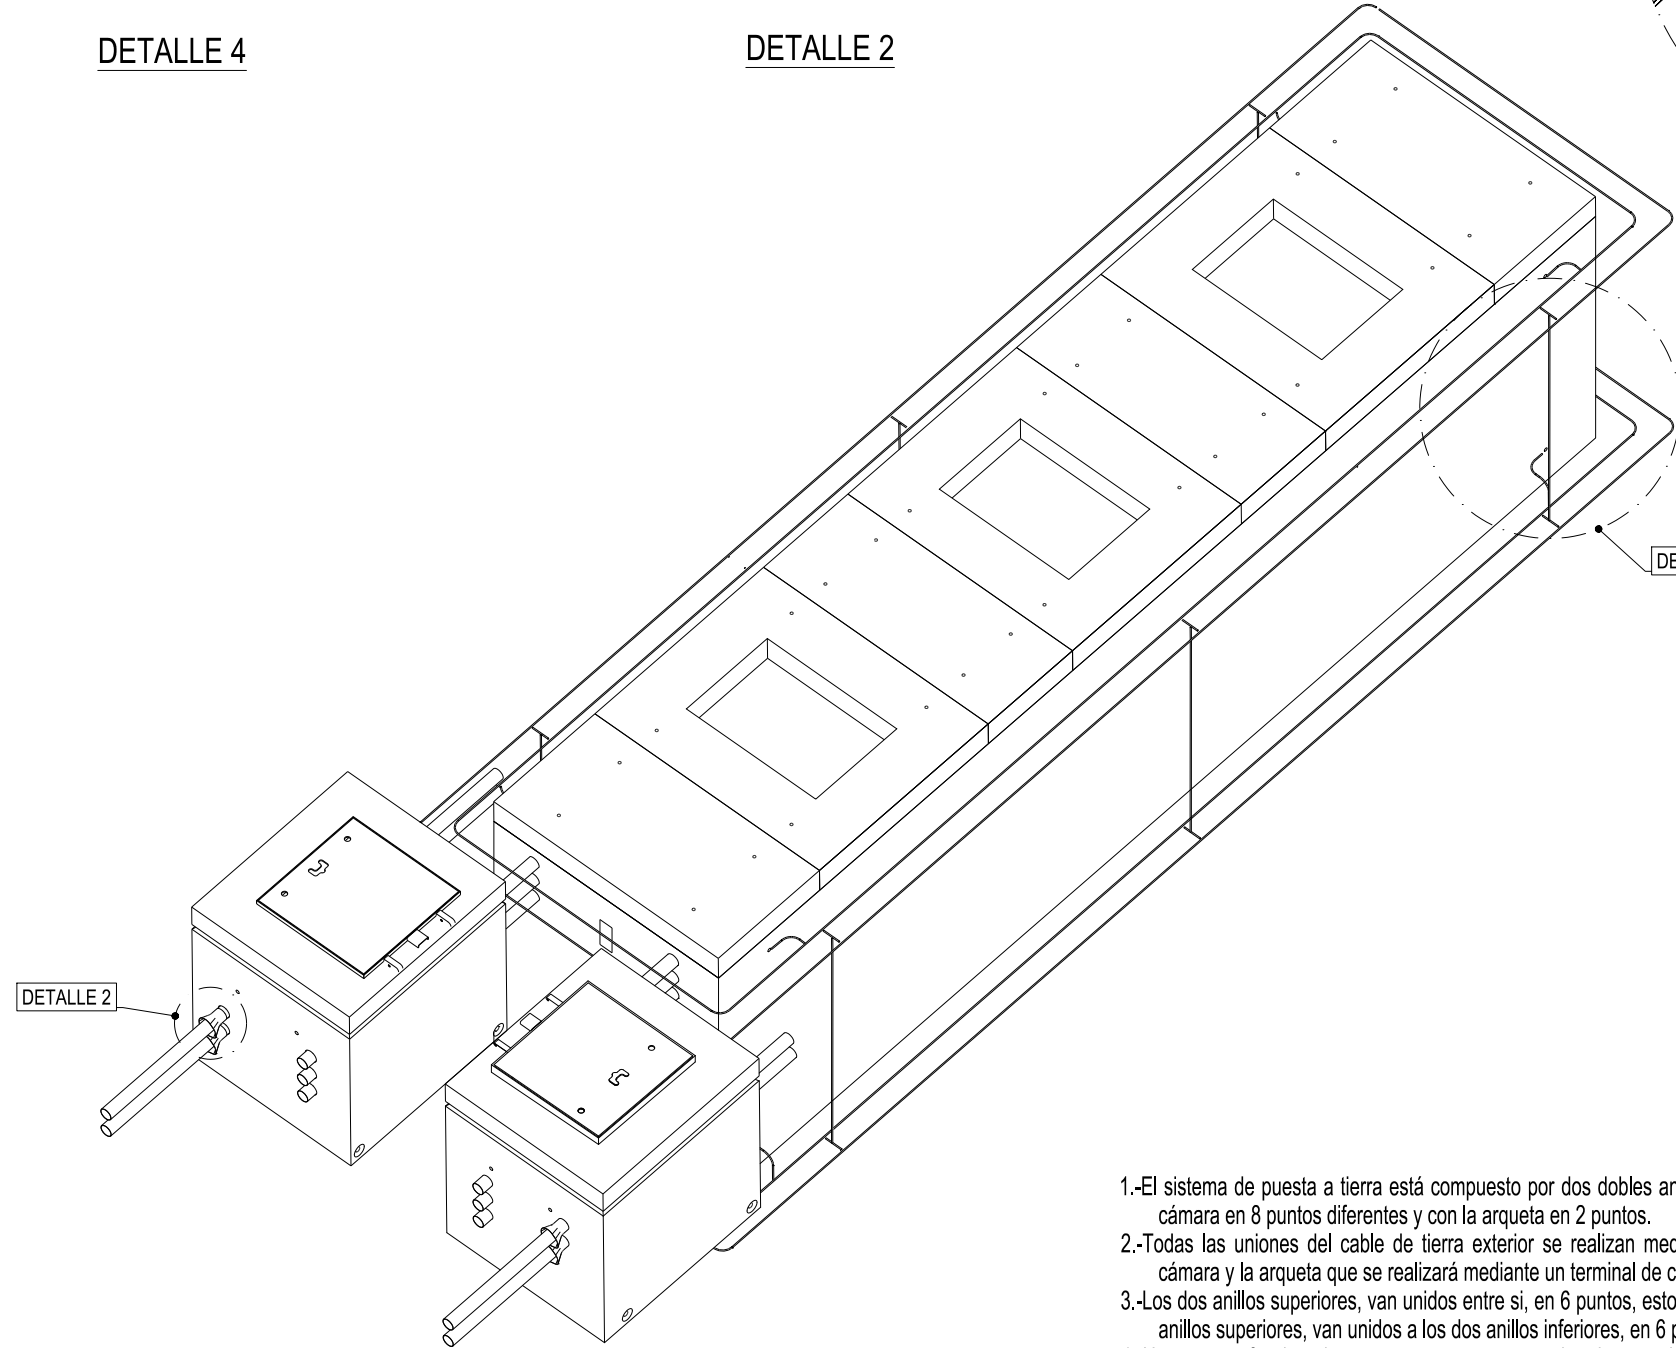 DETALLE 4
DETALLE 2
DETALLE 2
1.-El sistema de puesta a tierra está compuesto por dos dobles
cámara en 8 puntos diferentes y con la arqueta en 2 puntos.
2.-Todas las uniones del cable de tierra exterior se realizan
cámara y la arqueta que se realizará mediante un terminal de
3.-Los dos anillos superiores, van unidos entre si, en 6 puntos,
anillos superiores, van unidos a los dos anillos inferiores, en 6